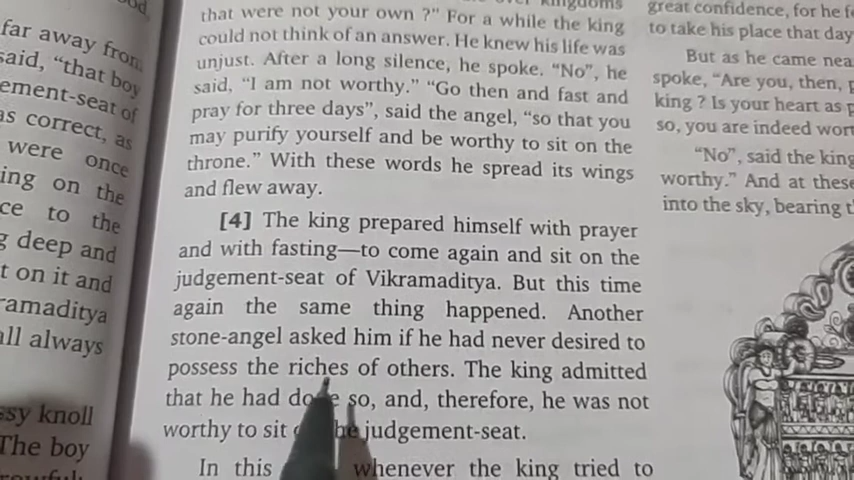 far away from
said, "that boy
ement-seat of
as correct, as
were once
ing on the
ce to the
g deep and
t on it and
ramaditya
all always
ssy knoll
The boy
that were not your own ?" For a while the king
could not think of an answer. He knew his life was
unjust. After a long silence, he spoke. "No", he
said, "I am not worthy." "Go then and fast and
pray for three days", said the angel, "so that you
may purify yourself and be worthy to sit on the
throne." With these words he spread its wings
and flew away.
[4] The king prepared himself with prayer
and with fasting—to come again and sit on the
judgement-seat of Vikramaditya. But this time
again the same thing happened. Another
stone-angel asked him if he had never desired to
possess the riches of others. The king admitted
that he had so, and, therefore, he was not
worthy to sit judgement-seat.
In this whenever the king tried to
great confidence, for he
to take his place that day
But as he came nea
spoke, "Are you, then, p
king ? Is your heart as p
so, you are indeed wort
"No", said the king
worthy." And at these
into the sky, bearing t